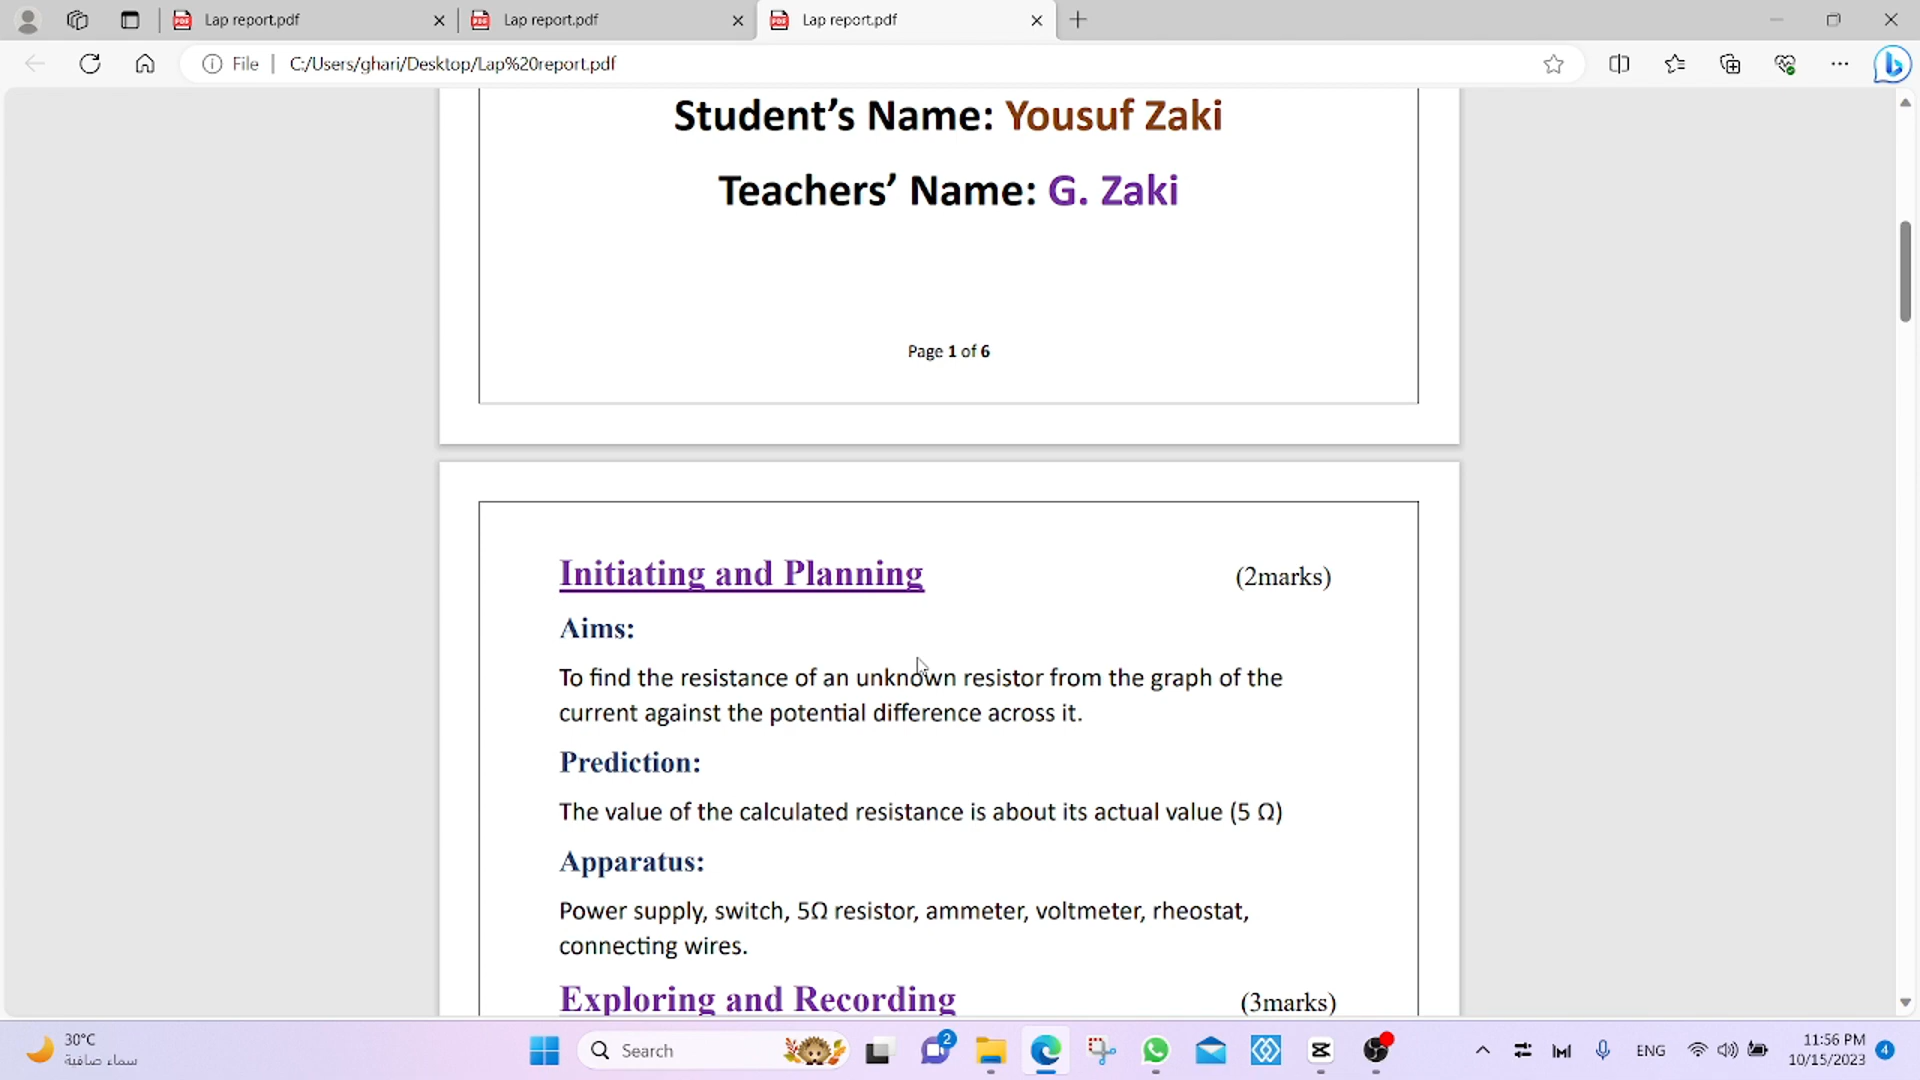 Lap report.pdf
Lap report.pdf
Lap report.pdf
File
C:/Users/ghari/Desktop/Lap%20report.pdf
Student’s Name: Yousuf Zaki
Teachers’ Name: G. Zaki
Page 1 of 6
Initiating and Planning (2marks)
Aims:
To find the resistance of an unknown resistor from the graph of the
current against the potential difference across it.
Prediction:
The value of the calculated resistance is about its actual value (5 Ω)
Apparatus:
Power supply, switch, 5Ω resistor, ammeter, voltmeter, rheostat,
connecting wires.
Exploring and Recording (3marks)
30°C
سماء صافية
Search
2
ENG
11:56 PM
10/15/2023
4